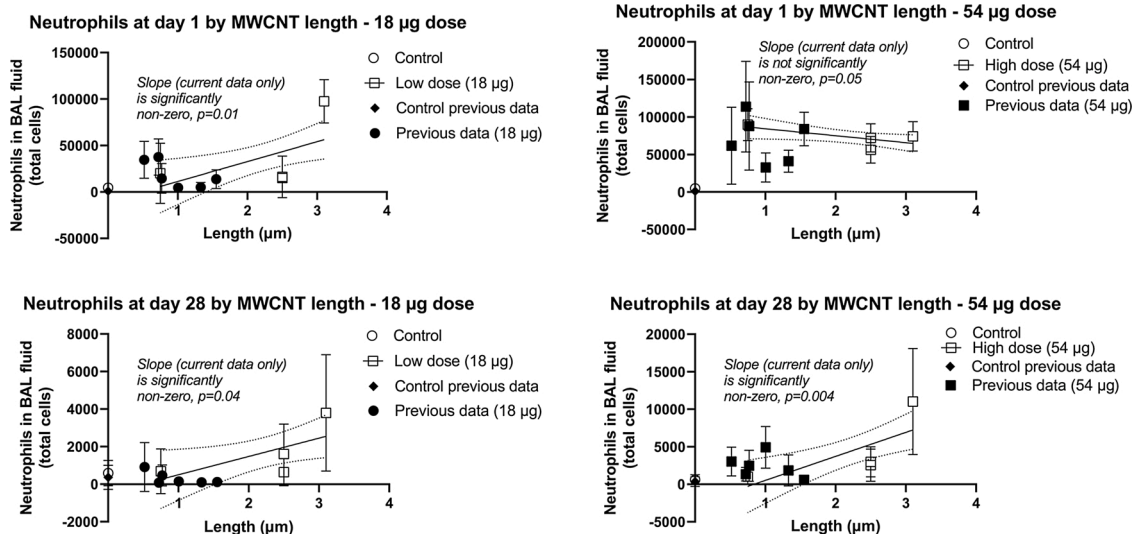 Neutrophils at day 1 by MWCNT length - 18 µg dose
Neutrophils in BAL fluid
(total cells)
150000
100000
50000
0
-50000
1
2
3
4
Length (µm)
Slope (current data only)
is significantly
non-zero, p=0.01
Control
Low dose (18 µg)
Control previous data
Previous data (18 µg)
Neutrophils at day 1 by MWCNT length - 54 µg dose
Neutrophils in BAL fluid
(total cells)
200000
150000
100000
50000
0
-50000
1
2
3
4
Length (µm)
Slope (current data only)
is not significantly
non-zero, p=0.05
Control
High dose (54 µg)
Control previous data
Previous data (54 µg)
Neutrophils at day 28 by MWCNT length - 18 µg dose
Neutrophils in BAL fluid
(total cells)
8000
6000
4000
2000
0
-2000
1
2
3
4
Length (µm)
Slope (current data only)
is significantly
non-zero, p=0.04
Control
Low dose (18 µg)
Control previous data
Previous data (18 µg)
Neutrophils at day 28 by MWCNT length - 54 µg dose
Neutrophils in BAL fluid
(total cells)
20000
15000
10000
5000
0
-5000
1
2
3
4
Length (µm)
Slope (current data only)
is significantly
non-zero, p=0.004
Control
High dose (54 µg)
Control previous data
Previous data (54 µg)